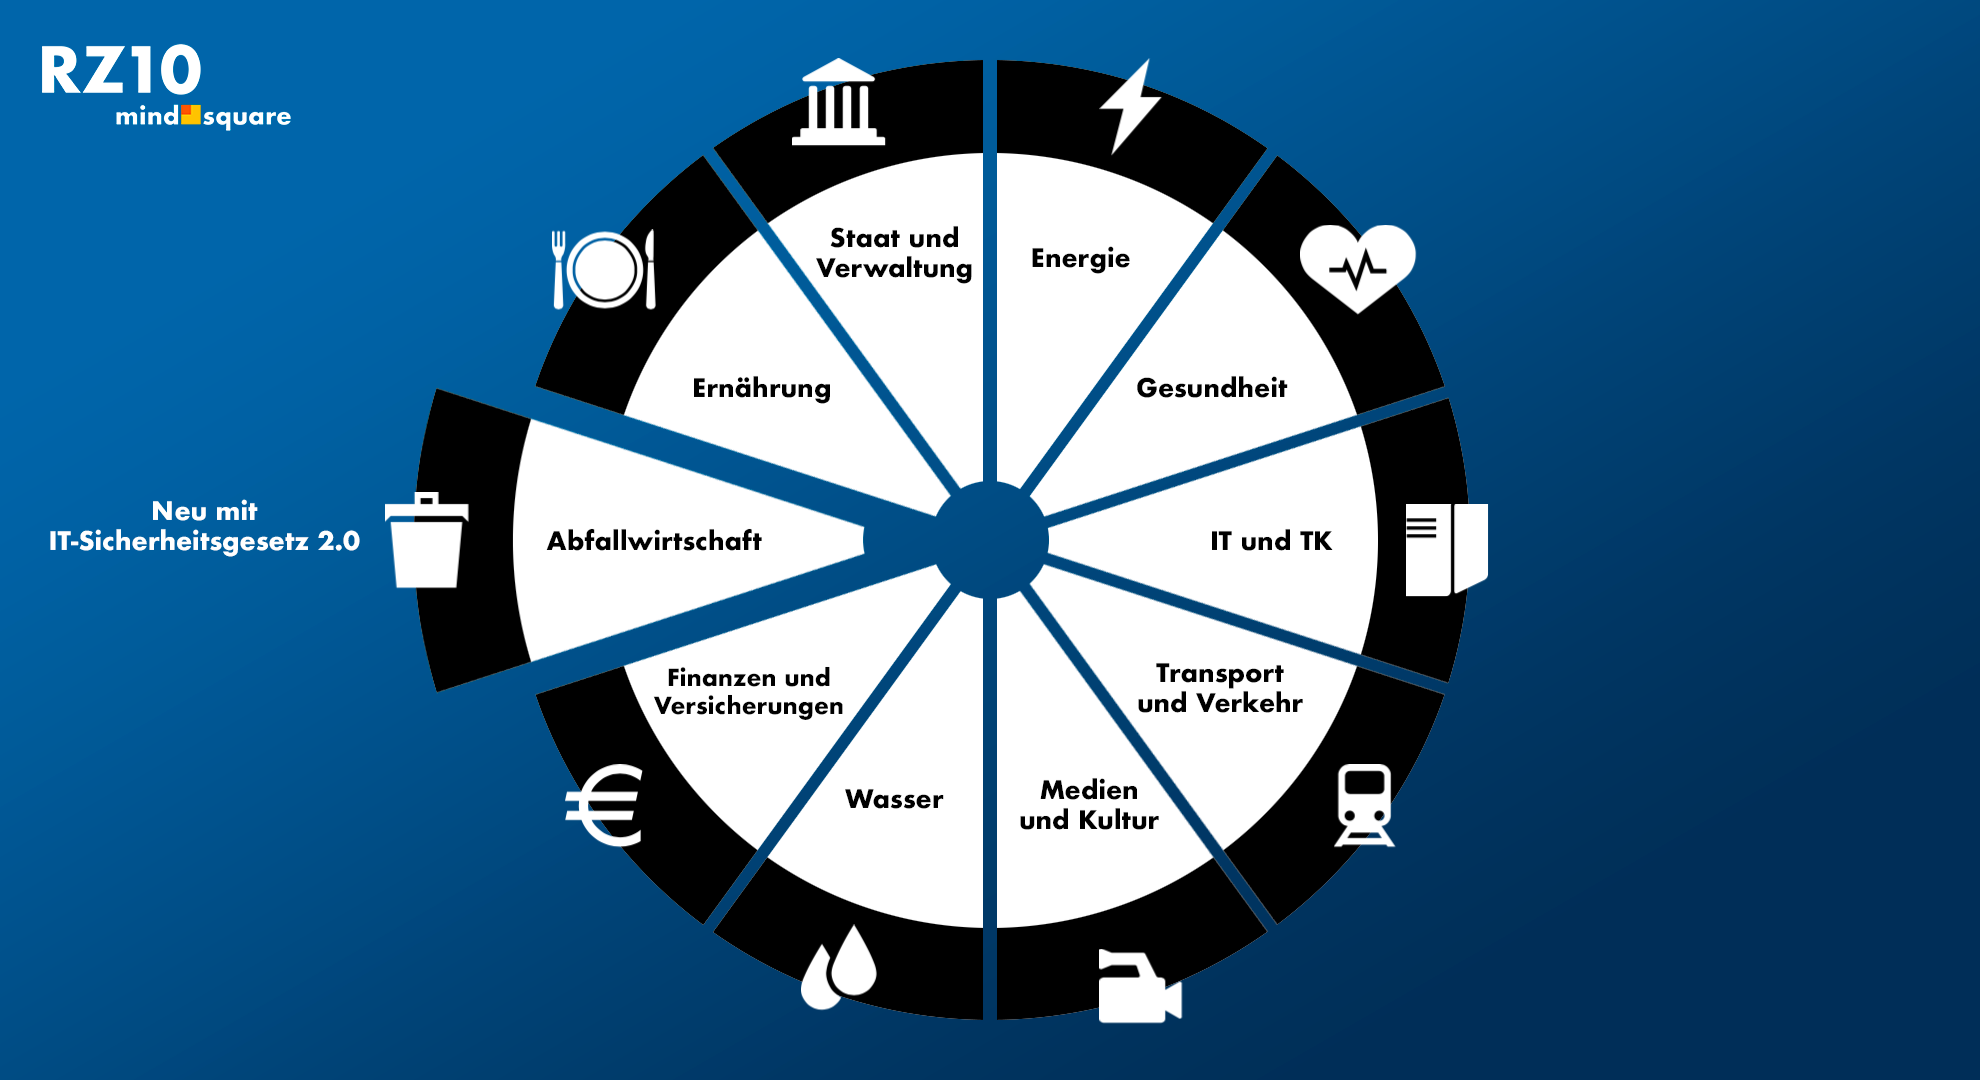 RZ10
mindsquare
Staat und
Verwaltung
Energie
Gesundheit
IT und TK
Transport
und Verkehr
Medien
und Kultur
Wasser
Finanzen und
Versicherungen
Abfallwirtschaft
Neu mit
IT-Sicherheitsgesetz 2.0
Ernährung